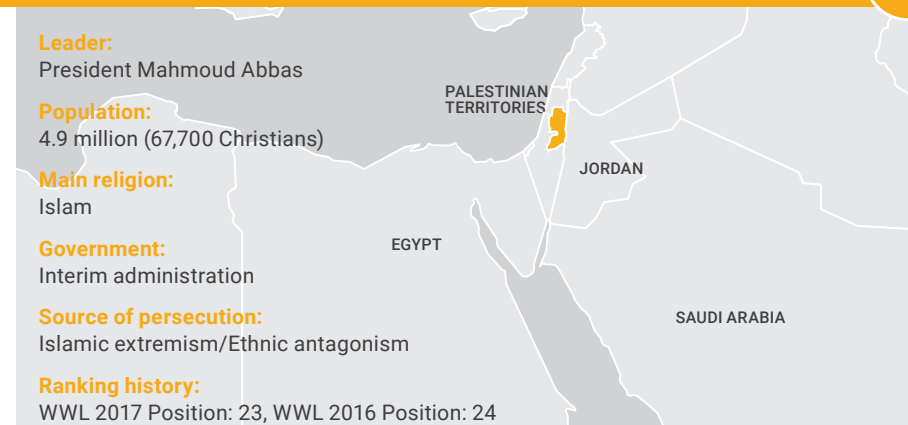 Leader:
President Mahmoud Abbas
Population:
4.9 million (67,700 Christians)
Main religion:
Islam
Government:
Interim administration
Source of persecution:
Islamic extremism/Ethnic antagonism
Ranking history:
WWL 2017 Position: 23, WWL 2016 Position: 24
PALESTINIAN
TERRITORIES
JORDAN
EGYPT
SAUDI ARABIA